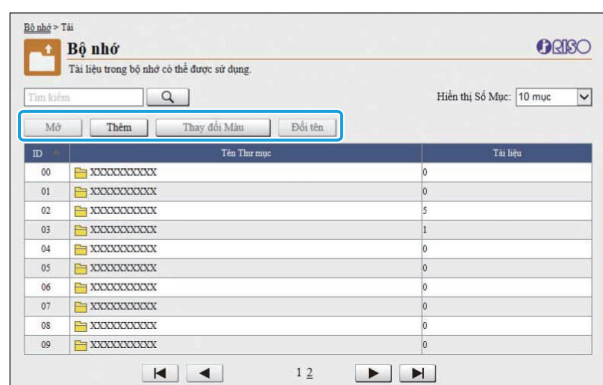 Bộ nhớ > Tải
Bộ nhớ
RISO
Tài liệu trong bộ nhớ có thể được sử dụng.
Tìm kiếm
Hiển thị Số Mục: 10 mục
Mở Thêm Thay đổi Màu Đổi tên
ID Tên Thư mục Tài liệu
00 XXXXXXXXXX 0
01 XXXXXXXXXX 0
02 XXXXXXXXXX 5
03 XXXXXXXXXX 1
04 XXXXXXXXXX 0
05 XXXXXXXXXX 0
06 XXXXXXXXXX 0
07 XXXXXXXXXX 0
08 XXXXXXXXXX 0
09 XXXXXXXXXX 0
1 2